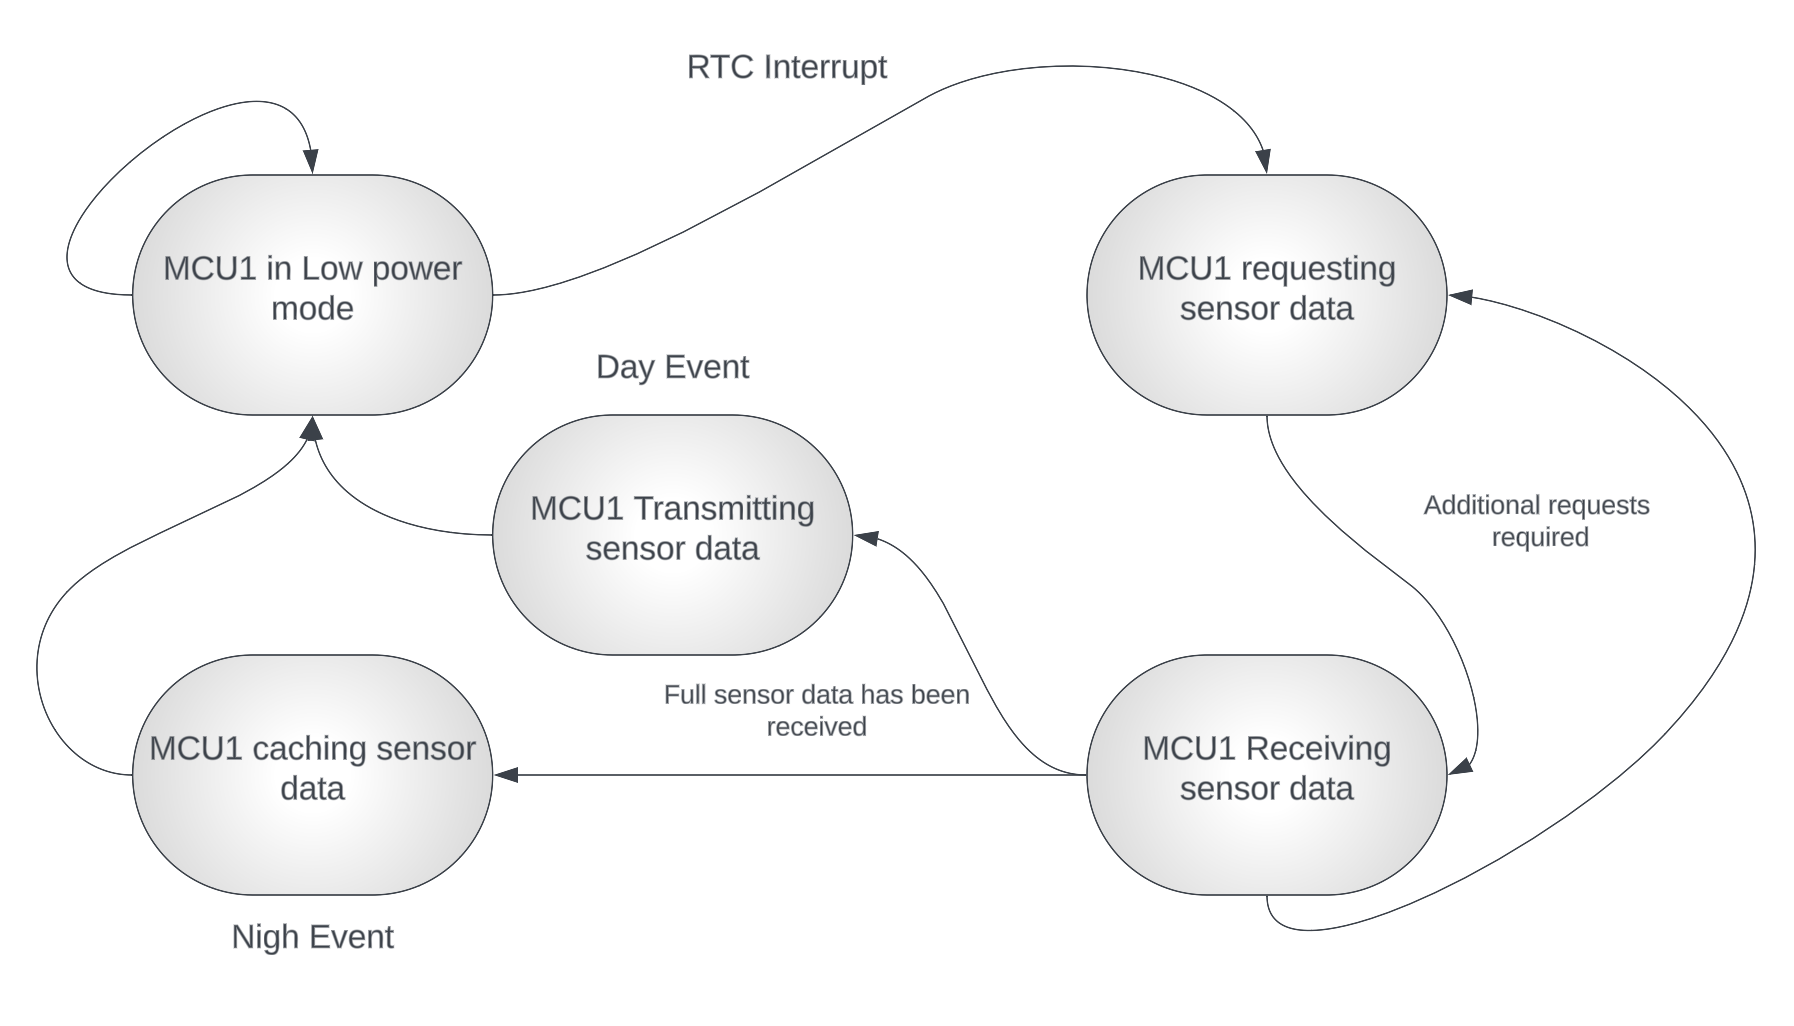 RTC Interrupt
MCU1 in Low power
mode
MCU1 requesting
sensor data
Day Event
MCU1 Transmitting
sensor data
Additional requests
required
Full sensor data has been
received
MCU1 caching sensor
data
MCU1 Receiving
sensor data
Nigh Event